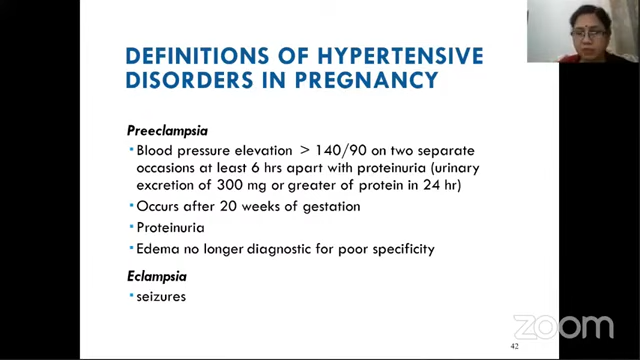 DEFINITIONS OF HYPERTENSIVE
DISORDERS IN PREGNANCY
Preeclampsia
▪ Blood pressure elevation > 140/90 on two separate
occasions at least 6 hrs apart with proteinuria (urinary
excretion of 300 mg or greater of protein in 24 hr)
▪ Occurs after 20 weeks of gestation
▪ Proteinuria
▪ Edema no longer diagnostic for poor specificity
Eclampsia
▪ seizures
zoom
42